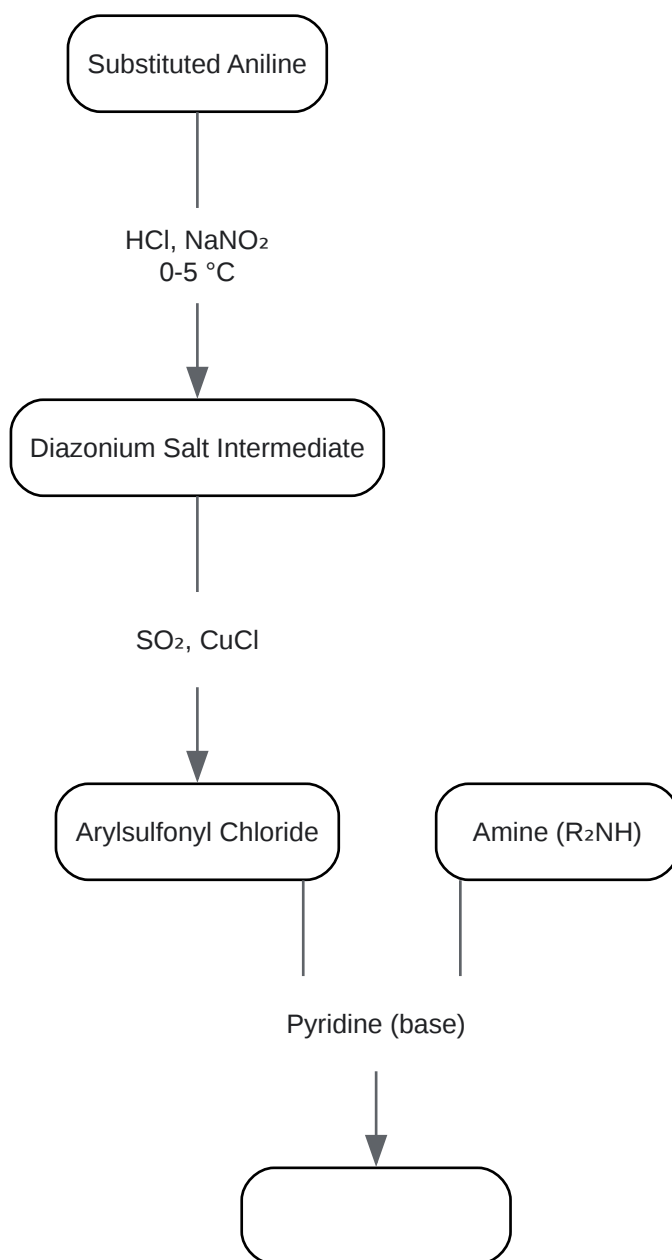 Substituted Aniline
HCl, NaNO₂
0-5 °C
Diazonium Salt Intermediate
SO₂, CuCl
Arylsulfonyl Chloride
Amine (R₂NH)
Pyridine (base)